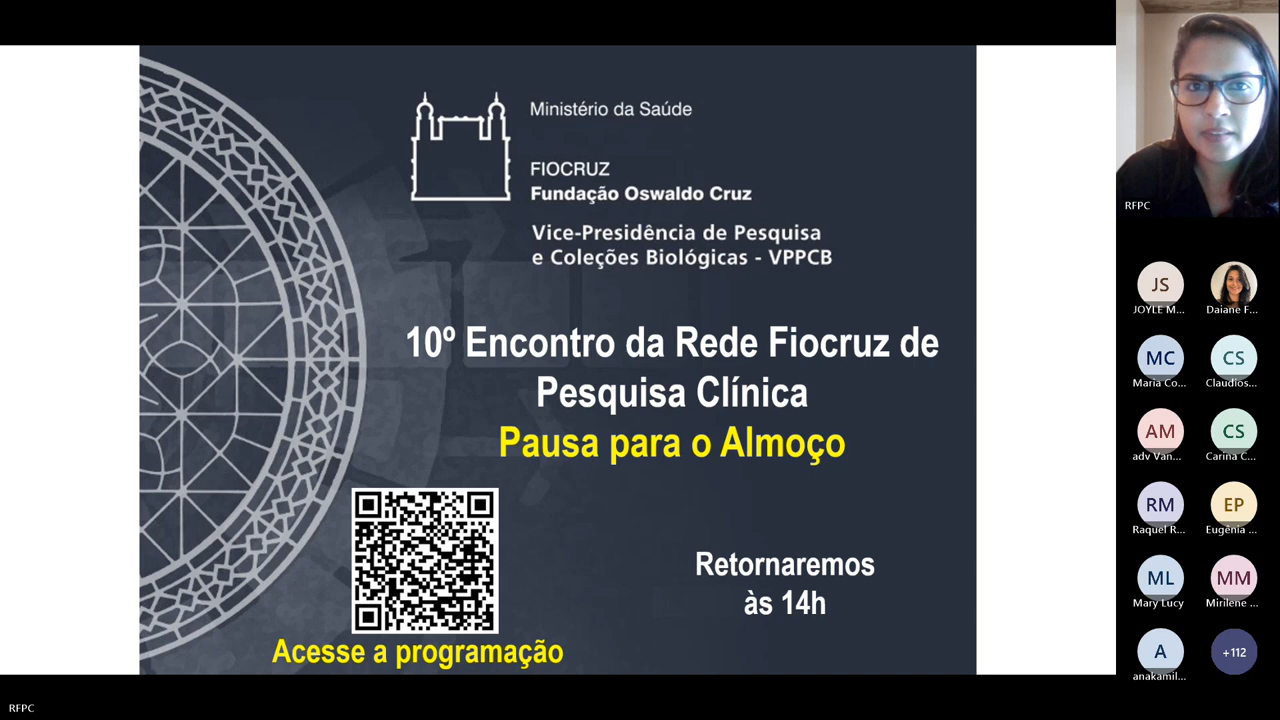 Ministério da Saúde
FIOCRUZ
Fundação Oswaldo Cruz
Vice-Presidência de Pesquisa
e Coleções Biológicas - VPPCB
10º Encontro da Rede Fiocruz de
Pesquisa Clínica
Pausa para o Almoço
Retornaremos
às 14h
Acesse a programação
RFPC
RFPC
JS
JOYLE M...
Daiane F...
MC
Maria Co...
CS
Claudios...
AM
adv Van...
CS
Carina C...
RM
Raquel R...
EP
Eugênia ...
ML
Mary Lucy
MM
Mirilene ...
A
anakamil...
+112